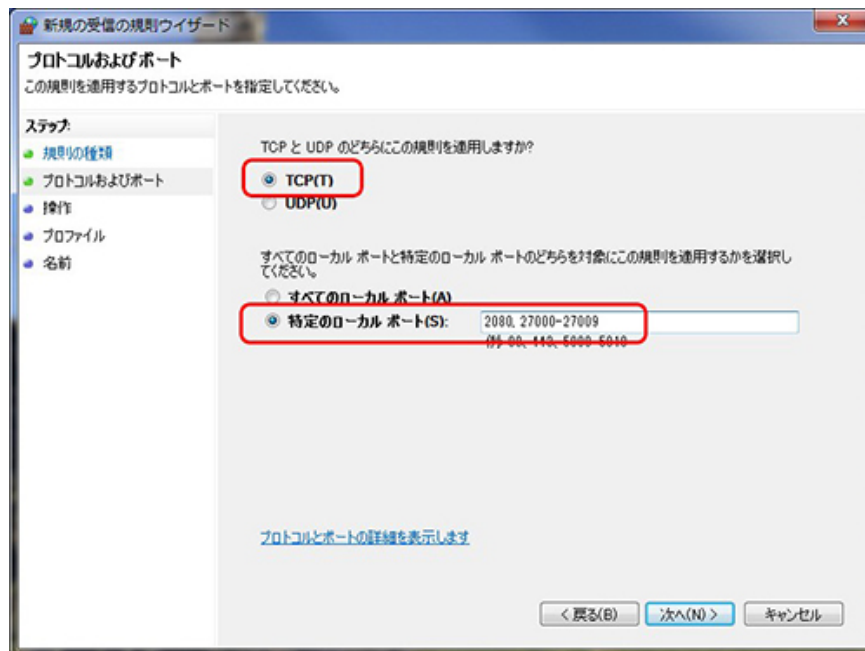 新規の受信の規則ウィザード
プロトコルおよびポート
この規則を適用するプロトコルとポートを指定してください。
ステップ:
規則の種類
プロトコルおよびポート
操作
プロファイル
名前
TCP と UDP のどちらにこの規則を適用しますか?
TCP(T)
UDP(U)
すべてのローカル ポートと特定のローカル ポートのどちらを対象にこの規則を適用するかを選択し
てください。
すべてのローカル ポート(A)
特定のローカル ポート(S): 2080, 27000-27009
例: 80、443、5000-5010
プロトコルとポートの詳細を表示します
< 戻る(B) 次へ(N) > キャンセル